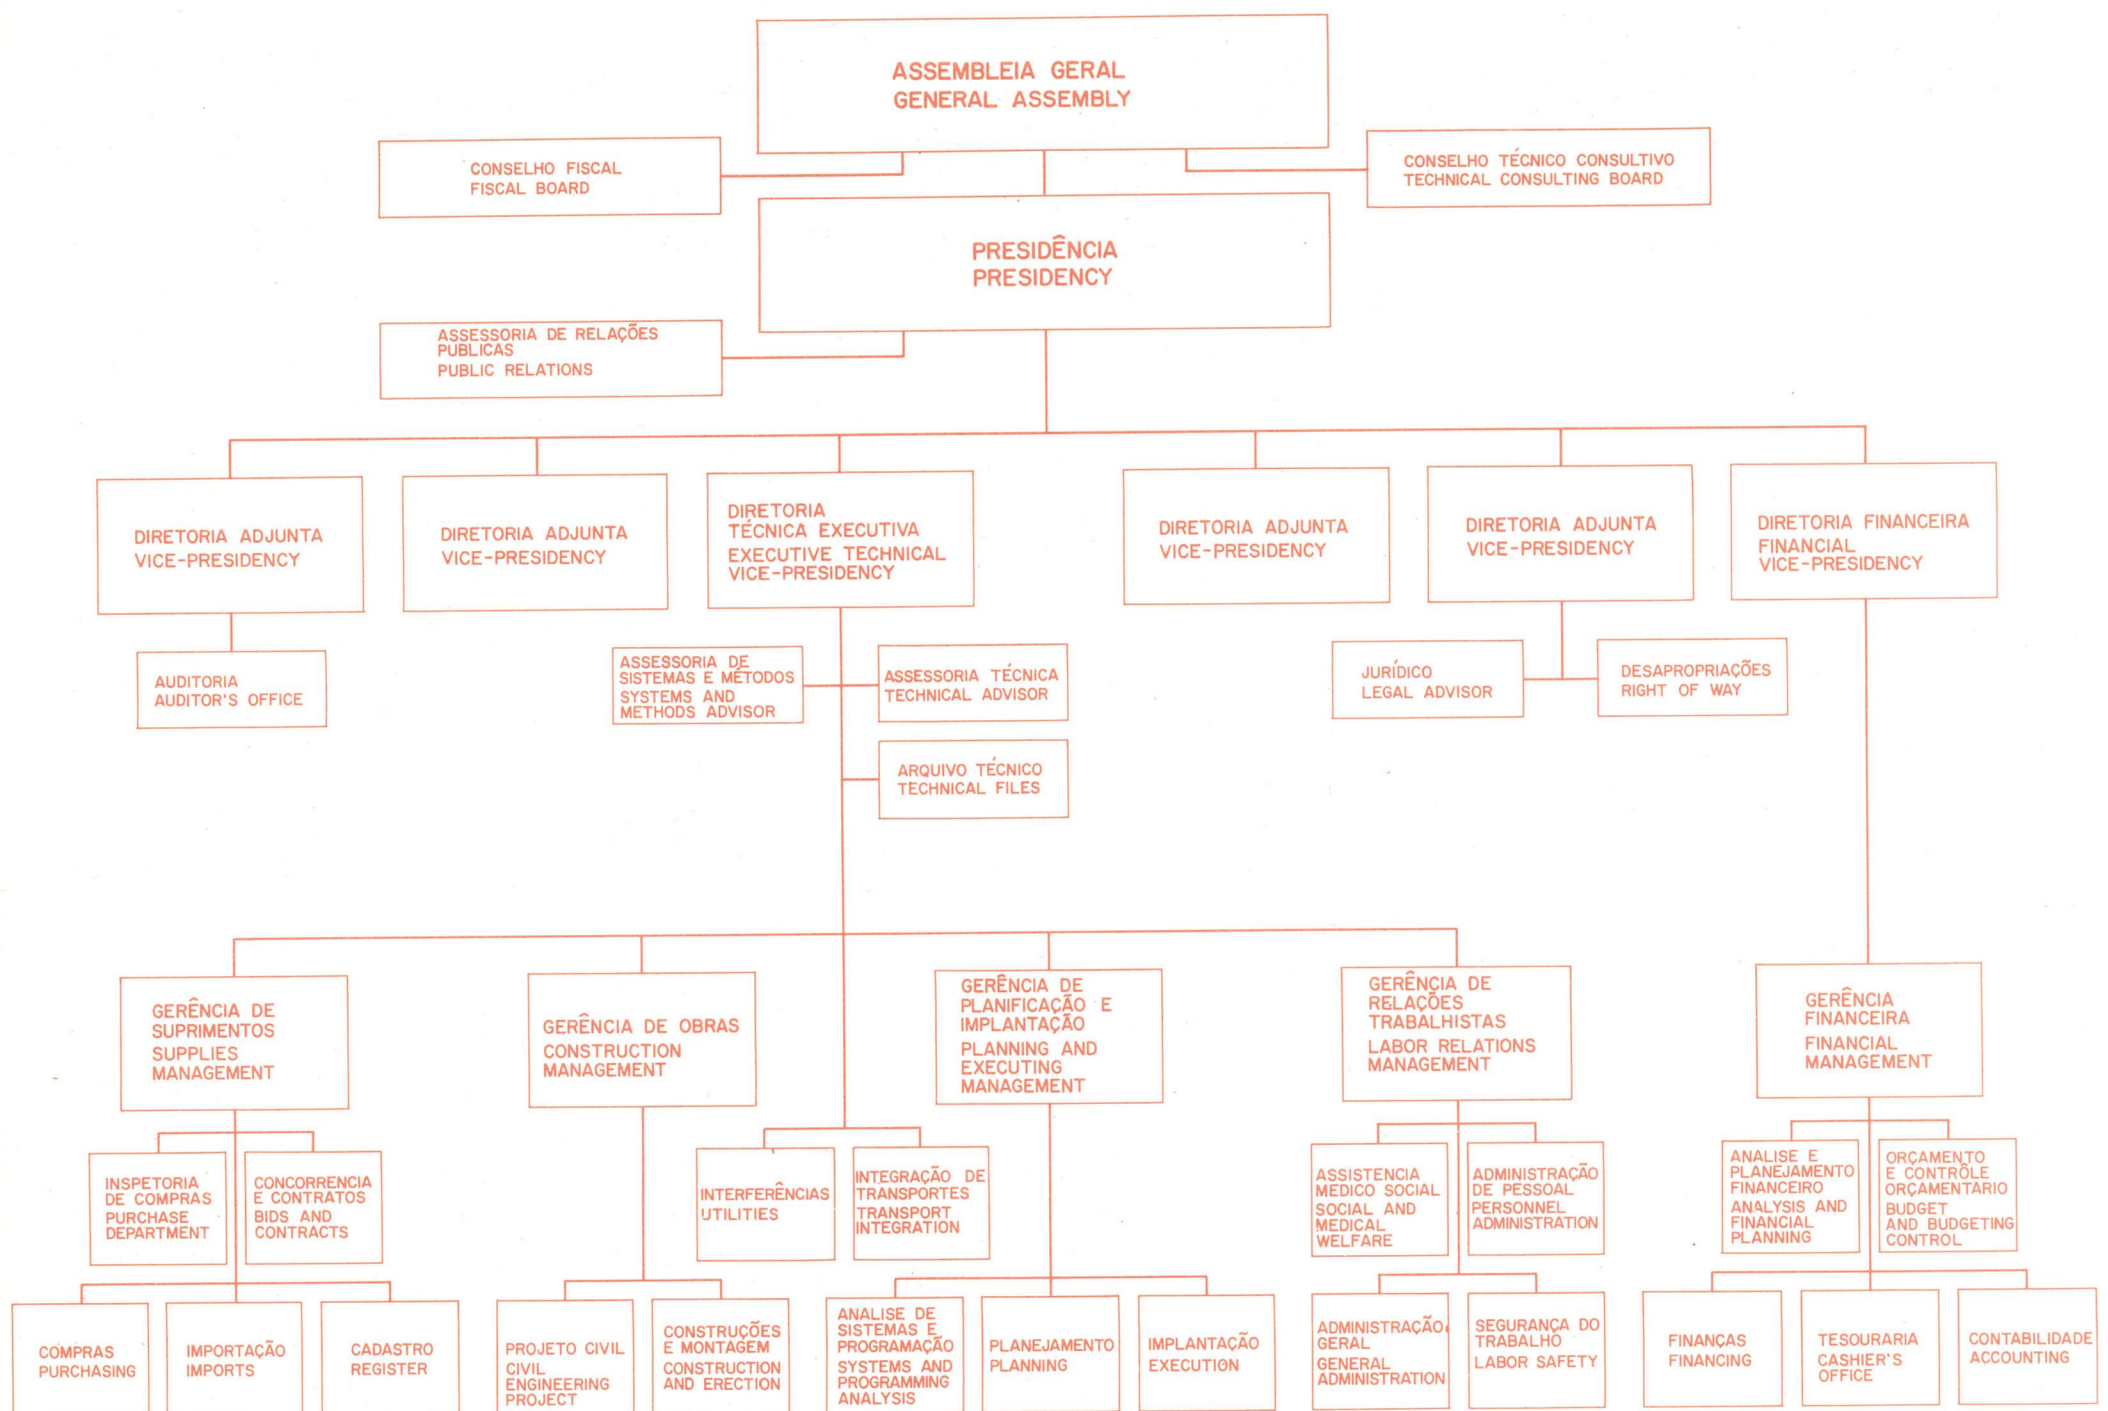 ASSEMBLEIA GERAL
GENERAL ASSEMBLY
CONSELHO FISCAL
FISCAL BOARD
CONSELHO TÉCNICO CONSULTIVO
TECHNICAL CONSULTING BOARD
PRESIDÊNCIA
PRESIDENCY
ASSESSORIA DE RELAÇÕES
PUBLICAS
PUBLIC RELATIONS
DIRETORIA ADJUNTA
VICE-PRESIDENCY
DIRETORIA ADJUNTA
VICE-PRESIDENCY
DIRETORIA
TÉCNICA EXECUTIVA
EXECUTIVE TECHNICAL
VICE-PRESIDENCY
DIRETORIA ADJUNTA
VICE-PRESIDENCY
DIRETORIA ADJUNTA
VICE-PRESIDENCY
DIRETORIA FINANCEIRA
FINANCIAL
VICE-PRESIDENCY
AUDITORIA
AUDITOR'S OFFICE
ASSESSORIA DE
SISTEMAS E MÉTODOS
SYSTEMS AND
METHODS ADVISOR
ASSESSORIA TÉCNICA
TECHNICAL ADVISOR
JURÍDICO
LEGAL ADVISOR
DESAPROPRIAÇÕES
RIGHT OF WAY
ARQUIVO TÉCNICO
TECHNICAL FILES
GERÊNCIA DE
SUPRIMENTOS
SUPPLIES
MANAGEMENT
GERÊNCIA DE OBRAS
CONSTRUCTION
MANAGEMENT
GERÊNCIA DE
PLANIFICAÇÃO E
IMPLANTAÇÃO
PLANNING AND
EXECUTING
MANAGEMENT
GERÊNCIA DE
RELAÇÕES
TRABALHISTAS
LABOR RELATIONS
MANAGEMENT
GERÊNCIA
FINANCEIRA
FINANCIAL
MANAGEMENT
INSPETORIA
DE COMPRAS
PURCHASE
DEPARTMENT
CONCORRENCIA
E CONTRATOS
BIDS AND
CONTRACTS
INTERFERÊNCIAS
UTILITIES
INTEGRAÇÃO DE
TRANSPORTES
TRANSPORT
INTEGRATION
ASSISTENCIA
MEDICO SOCIAL
SOCIAL AND
MEDICAL
WELFARE
ADMINISTRAÇÃO
DE PESSOAL
PERSONNEL
ADMINISTRATION
ANALISE E
PLANEJAMENTO
FINANCEIRO
ANALYSIS AND
FINANCIAL
PLANNING
ORÇAMENTO
E CONTRÔLE
ORÇAMENTARIO
BUDGET
AND BUDGETING
CONTROL
COMPRAS
PURCHASING
IMPORTAÇÃO
IMPORTS
CADASTRO
REGISTER
PROJETO CIVIL
CIVIL
ENGINEERING
PROJECT
CONSTRUÇÕES
E MONTAGEM
CONSTRUCTION
AND ERECTION
ANALISE DE
SISTEMAS E
PROGRAMAÇÃO
SYSTEMS AND
PROGRAMMING
ANALYSIS
PLANEJAMENTO
PLANNING
IMPLANTAÇÃO
EXECUTION
ADMINISTRAÇÃO
GERAL
GENERAL
ADMINISTRATION
SEGURANÇA DO
TRABALHO
LABOR SAFETY
FINANÇAS
FINANCING
TESOURARIA
CASHIER'S
OFFICE
CONTABILIDADE
ACCOUNTING